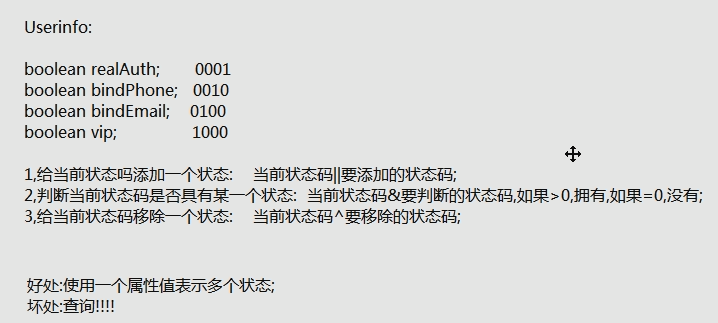 Userinfo:
boolean realAuth; 0001
boolean bindPhone; 0010
boolean bindEmail; 0100
boolean vip; 1000
1,给当前状态吗添加一个状态: 当前状态码||要添加的状态码;
2,判断当前状态码是否具有某一个状态: 当前状态码&要判断的状态码,如果>0,拥有,如果=0,没有;
3,给当前状态码移除一个状态: 当前状态码^要移除的状态码;
好处:使用一个属性值表示多个状态;
坏处:查询!!!!